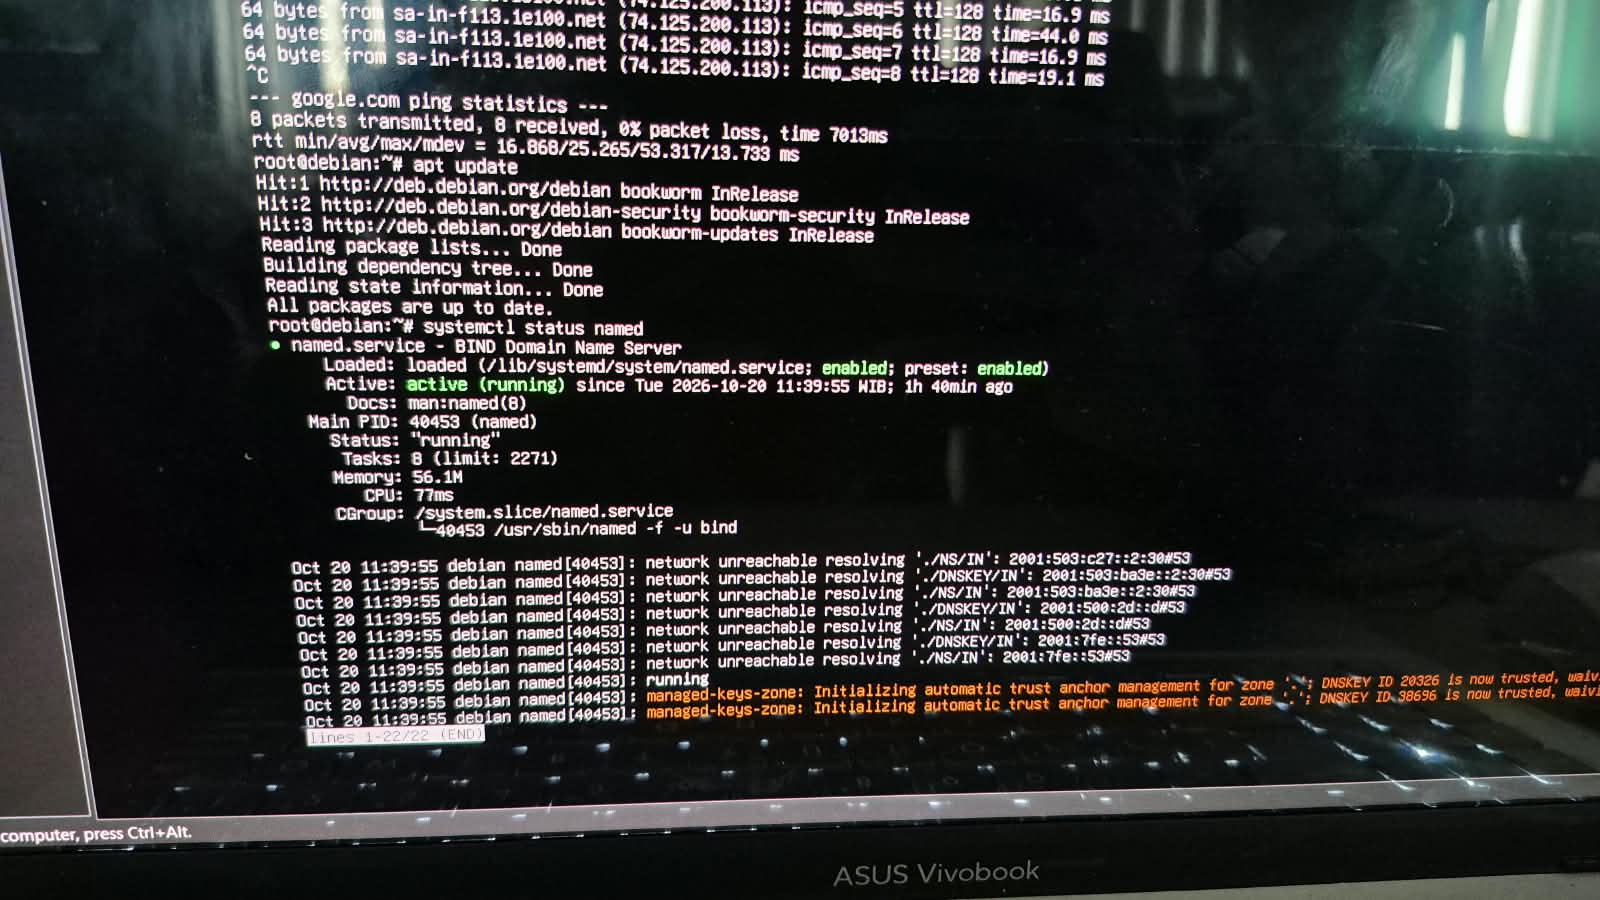 64 bytes from sa-in-f113.1e100.net (74.125.200.113): icmp_seq=5 ttl=128 time=16.9 ms
64 bytes from sa-in-f113.1e100.net (74.125.200.113): icmp_seq=6 ttl=128 time=44.0 ms
64 bytes from sa-in-f113.1e100.net (74.125.200.113): icmp_seq=7 ttl=128 time=16.9 ms
64 bytes from sa-in-f113.1e100.net (74.125.200.113): icmp_seq=8 ttl=128 time=19.1 ms
^C
--- google.com ping statistics ---
8 packets transmitted, 8 received, 0% packet loss, time 7013ms
rtt min/avg/max/mdev = 16.868/25.265/53.317/13.733 ms
root@debian:~# apt update
Hit:1 http://deb.debian.org/debian bookworm InRelease
Hit:2 http://deb.debian.org/debian-security bookworm-security InRelease
Hit:3 http://deb.debian.org/debian bookworm-updates InRelease
Reading package lists... Done
Building dependency tree... Done
Reading state information... Done
All packages are up to date.
root@debian:~# systemctl status named
● named.service - BIND Domain Name Server
Loaded: loaded (/lib/systemd/system/named.service; enabled; preset: enabled)
Active: active (running) since Tue 2026-10-20 11:39:55 WIB; 1h 40min ago
Docs: man:named(8)
Main PID: 40453 (named)
Status: "running"
Tasks: 8 (limit: 2271)
Memory: 56.1M
CPU: 77ms
CGroup: /system.slice/named.service
└─40453 /usr/sbin/named -f -u bind
Oct 20 11:39:55 debian named[40453]: network unreachable resolving './NS/IN': 2001:503:c27::2:30#53
Oct 20 11:39:55 debian named[40453]: network unreachable resolving './DNSKEY/IN': 2001:503:ba3e::2:30#53
Oct 20 11:39:55 debian named[40453]: network unreachable resolving './NS/IN': 2001:503:ba3e::2:30#53
Oct 20 11:39:55 debian named[40453]: network unreachable resolving './DNSKEY/IN': 2001:500:2d::d#53
Oct 20 11:39:55 debian named[40453]: network unreachable resolving './NS/IN': 2001:500:2d::d#53
Oct 20 11:39:55 debian named[40453]: network unreachable resolving './DNSKEY/IN': 2001:7fe::53#53
Oct 20 11:39:55 debian named[40453]: network unreachable resolving './NS/IN': 2001:7fe::53#53
Oct 20 11:39:55 debian named[40453]: running
Oct 20 11:39:55 debian named[40453]: managed-keys-zone: Initializing automatic trust anchor management for zone '.'; DNSKEY ID 20326 is now trusted, waivi
Oct 20 11:39:55 debian named[40453]: managed-keys-zone: Initializing automatic trust anchor management for zone '.'; DNSKEY ID 38696 is now trusted, waivi
lines 1-22/22 (END)
computer, press Ctrl+Alt.
ASUS Vivobook